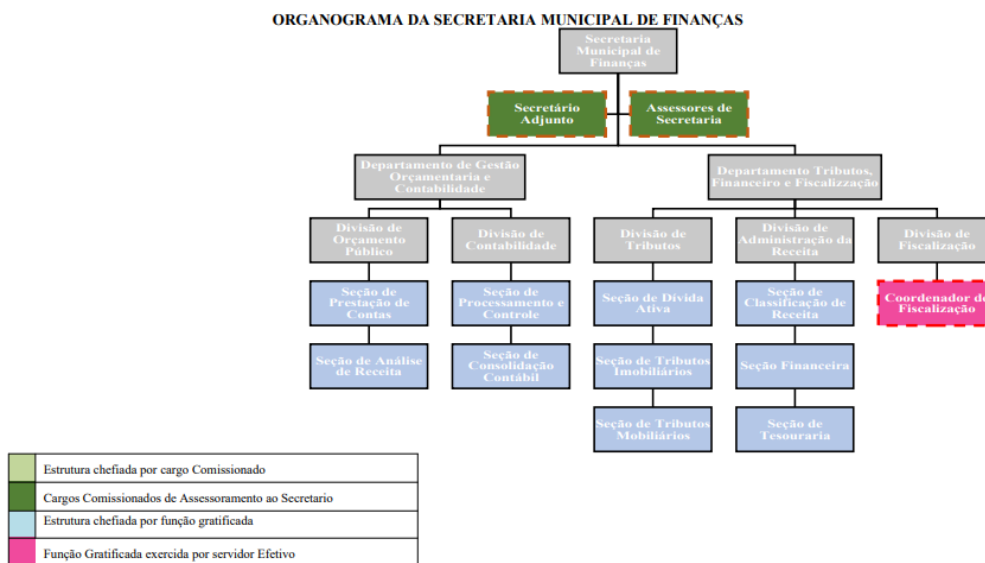 ORGANOGRAMA DA SECRETARIA MUNICIPAL DE FINANÇAS
Secretaria
Municipal de
Finanças
Secretário
Adjunto
Assessores de
Secretaria
Departamento de Gestão
Orçamentaria e
Contabilidade
Departamento Tributos,
Financeiro e Fiscalizzação
Divisão de
Orçamento
Público
Divisão de
Contabilidade
Divisão de
Tributos
Divisão de
Administração da
Receita
Divisão de
Fiscalização
Seção de
Prestação de
Contas
Seção de
Processamento e
Controle
Seção de Divida
Ativa
Seção de
Classificação de
Receita
Coordenador de
Fiscalização
Seção de Análise
de Receita
Seção de
Consolidação
Contábil
Seção de Tributos
Imobiliários
Seção Financeira
Seção de Tributos
Mobiliários
Seção de
Tesouraria
Estrutura chefiada por cargo Comissionado
Cargos Comissionados de Assessoramento ao Secretario
Estrutura chefiada por função gratificada
Função Gratificada exercida por servidor Efetivo